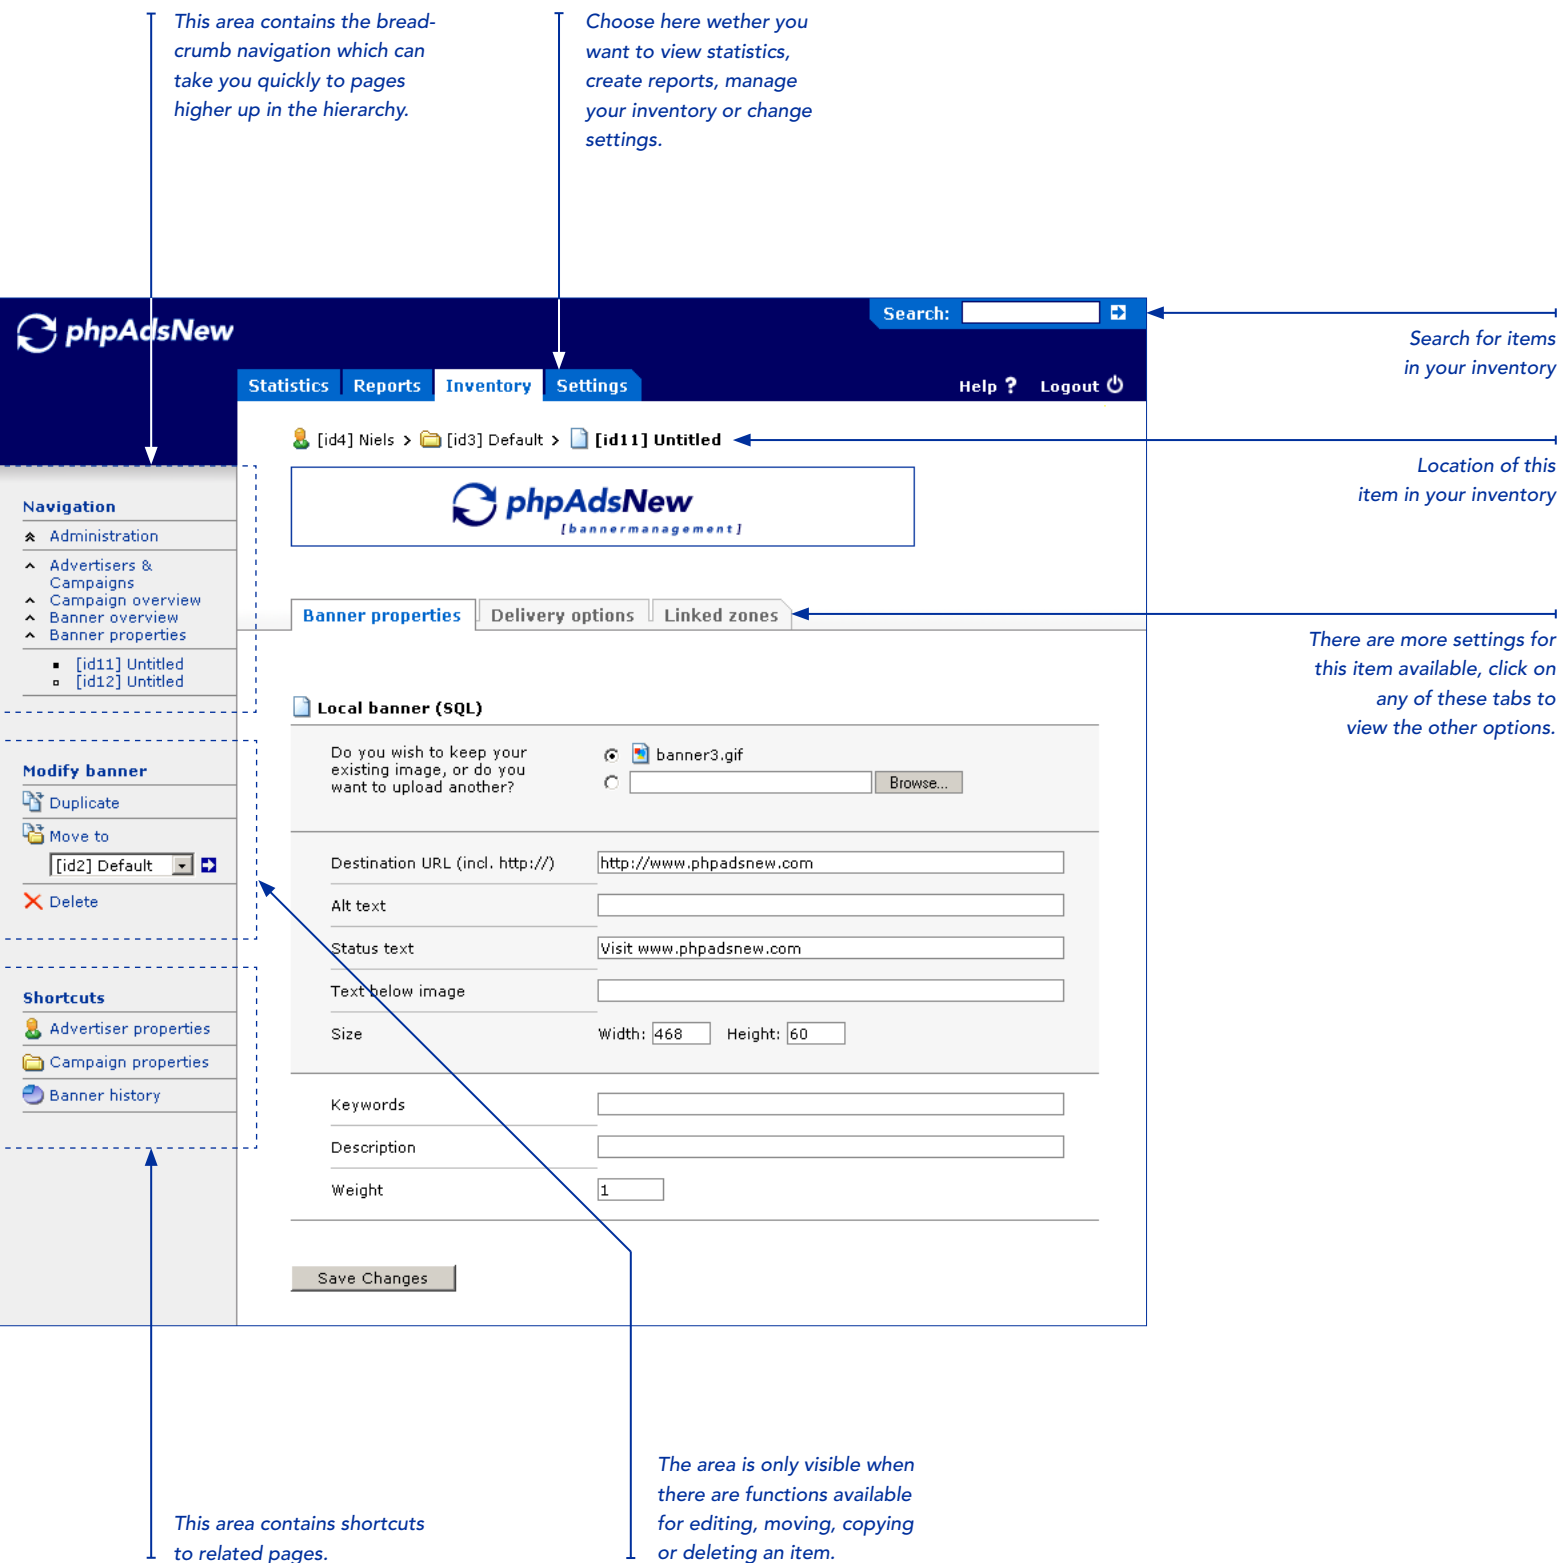 This area contains the bread-
crumb navigation which can
take you quickly to pages
higher up in the hierarchy.
Choose here wether you
want to view statistics,
create reports, manage
your inventory or change
settings.
phpAdsNew
Search:
Search for items
in your inventory
Statistics Reports Inventory Settings
Help ? Logout
[id4] Niels > [id3] Default > [id11] Untitled
Location of this
item in your inventory
phpAdsNew
[bannermanagement]
Navigation
Administration
Advertisers &
Campaigns
Campaign overview
Banner overview
Banner properties
[id11] Untitled
[id12] Untitled
Banner properties Delivery options Linked zones
There are more settings for
this item available, click on
any of these tabs to
view the other options.
Modify banner
Duplicate
Move to
[id2] Default
Delete
Shortcuts
Advertiser properties
Campaign properties
Banner history
Local banner (SQL)
Do you wish to keep your
existing image, or do you
want to upload another?
banner3.gif
Browse...
Destination URL (incl. http://) http://www.phpadsnew.com
Alt text
Status text Visit www.phpadsnew.com
Text below image
Size Width: 468 Height: 60
Keywords
Description
Weight 1
Save Changes
This area contains shortcuts
to related pages.
The area is only visible when
there are functions available
for editing, moving, copying
or deleting an item.